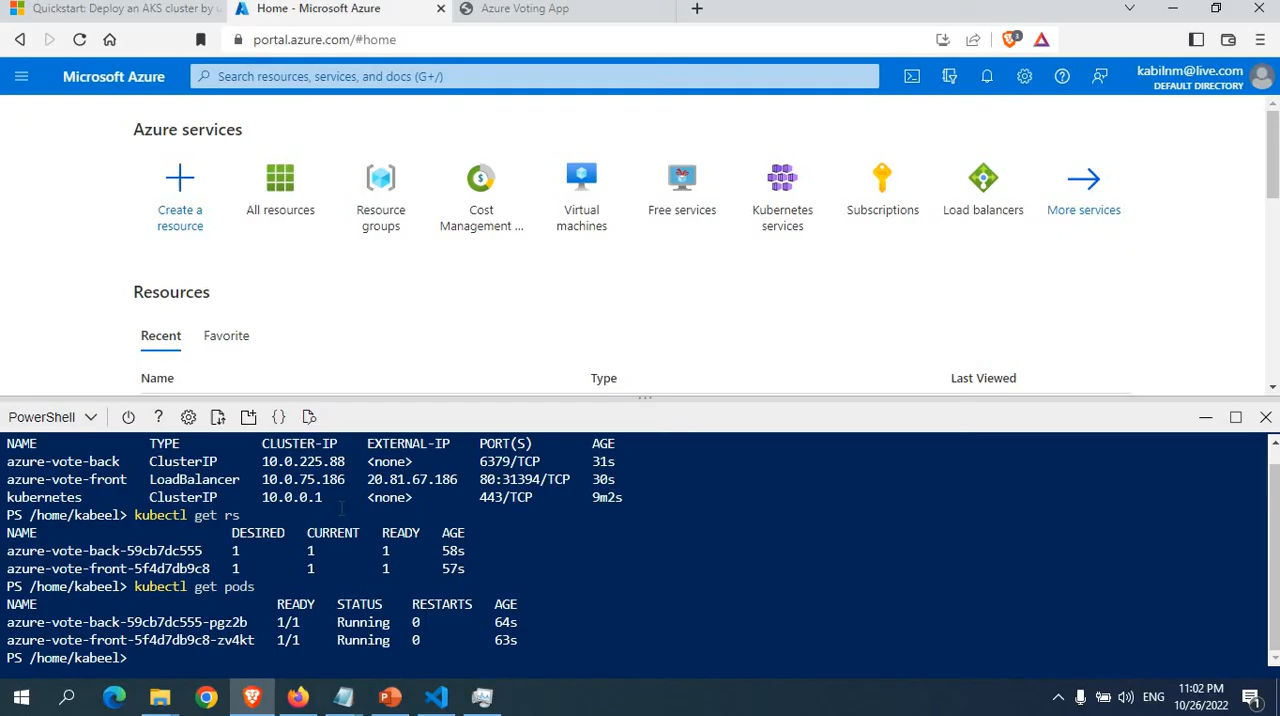 Quickstart: Deploy an AKS cluster by u
Home - Microsoft Azure
Azure Voting App
portal.azure.com/#home
1
Microsoft Azure
Search resources, services, and docs (G+/)
kabilnm@live.com
DEFAULT DIRECTORY
Azure services
Create a resource
All resources
Resource groups
Cost Management ...
Virtual machines
Free services
Kubernetes services
Subscriptions
Load balancers
More services
Resources
Recent Favorite
Name Type Last Viewed
PowerShell
NAME TYPE CLUSTER-IP EXTERNAL-IP PORT(S) AGE
azure-vote-back ClusterIP 10.0.225.88 <none> 6379/TCP 31s
azure-vote-front LoadBalancer 10.0.75.186 20.81.67.186 80:31394/TCP 30s
kubernetes ClusterIP 10.0.0.1 <none> 443/TCP 9m2s
PS /home/kabeel> kubectl get rs
NAME DESIRED CURRENT READY AGE
azure-vote-back-59cb7dc555 1 1 1 58s
azure-vote-front-5f4d7db9c8 1 1 1 57s
PS /home/kabeel> kubectl get pods
NAME READY STATUS RESTARTS AGE
azure-vote-back-59cb7dc555-pgz2b 1/1 Running 0 64s
azure-vote-front-5f4d7db9c8-zv4kt 1/1 Running 0 63s
PS /home/kabeel>
ENG
11:02 PM
10/26/2022
1